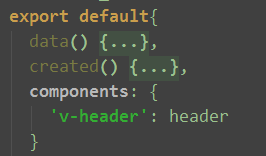 export default{
data() {...},
created() {...},
components: {
'v-header': header
}